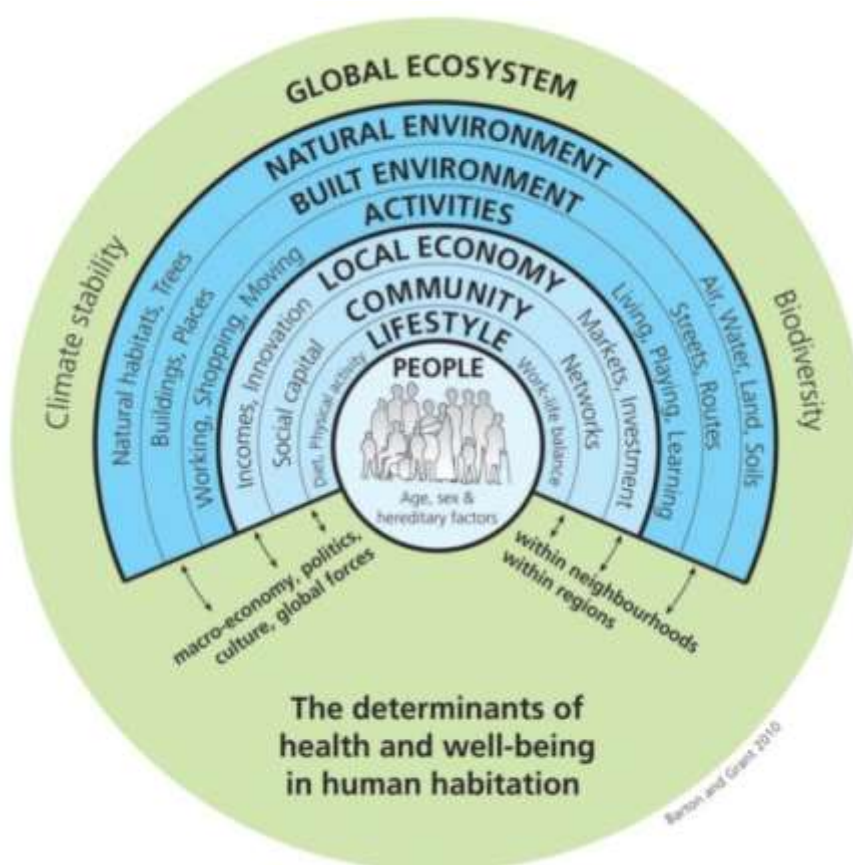 GLOBAL ECOSYSTEM
NATURAL ENVIRONMENT
BUILT ENVIRONMENT
ACTIVITIES
LOCAL ECONOMY
COMMUNITY
LIFESTYLE
PEOPLE
Age, sex &
hereditary factors
Climate stability
Natural habitats, Trees
Buildings, Places
Working, Shopping, Moving
Incomes, Innovation
Social capital
Diet, Physical activity
Work-life balance
Networks
Markets, Investment
Living, Playing, Learning
Streets, Routes
Air, Water, Land, Soils
Biodiversity
macro-economy, politics,
culture, global forces
within neighbourhoods
within regions
The determinants of
health and well-being
in human habitation
Barton and Grant 2010